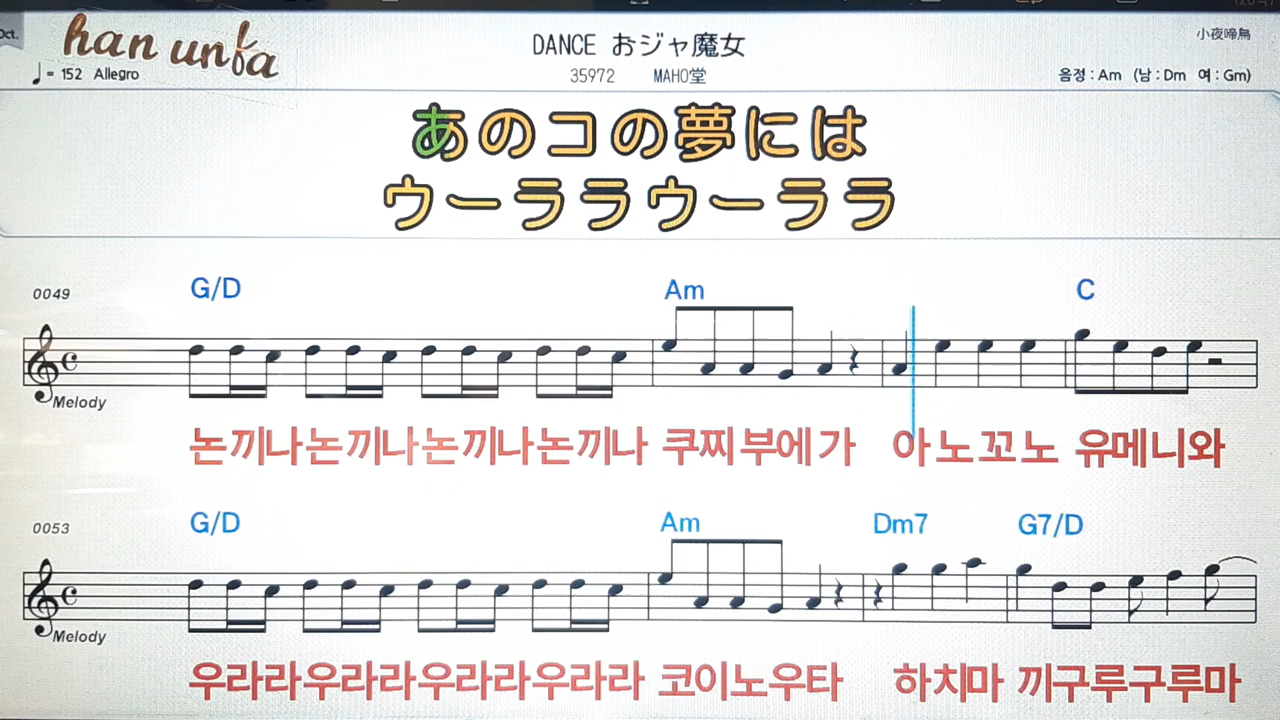 Oct.
han unfa
♩= 152 Allegro
DANCE おジャ魔女
35972 MAHO堂
小夜啼鳥
음정 : Am (남 : Dm 여 : Gm)
あのコの夢には
ウーララウーララ
0049 G/D Am C
Melody
논끼나논끼나논끼나논끼나 쿠찌부에가 아노꼬노 유메니와
0053 G/D Am Dm7 G7/D
Melody
우라라우라라우라라우라라 코이노우타 하치마 끼구루구루마